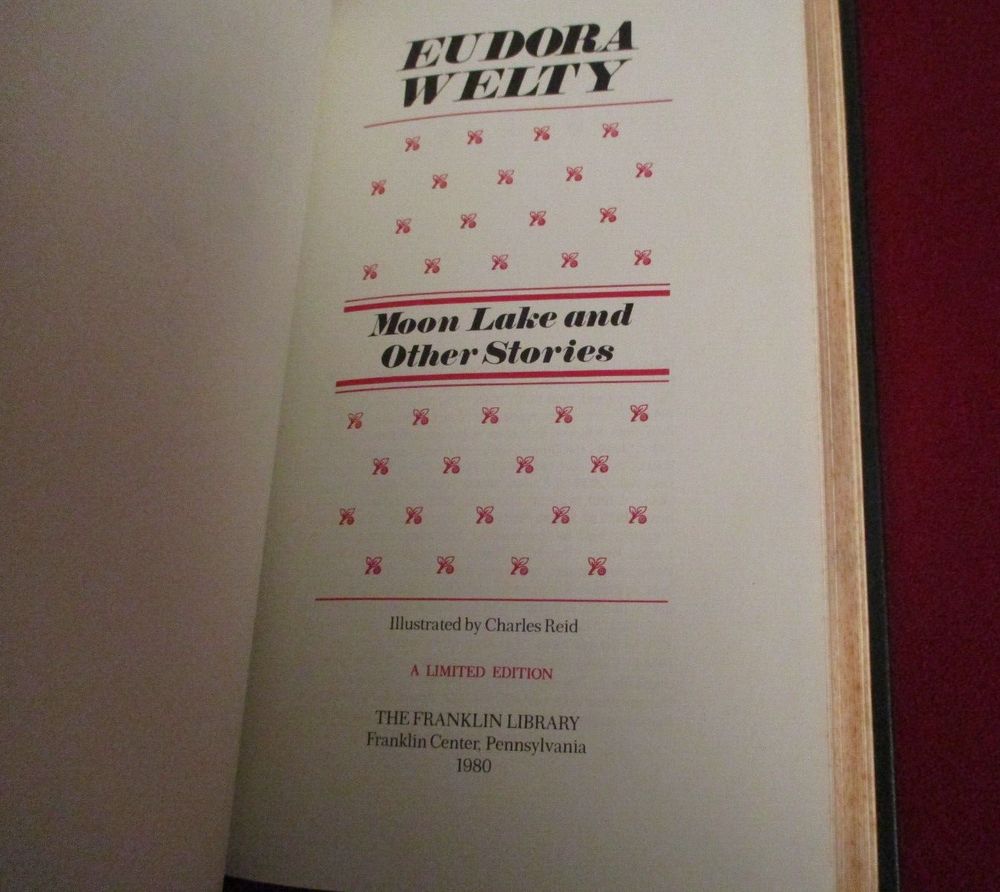 EUDORA
WELTY
Moon Lake and
Other Stories
Illustrated by Charles Reid
A LIMITED EDITION
THE FRANKLIN LIBRARY
Franklin Center, Pennsylvania
1980